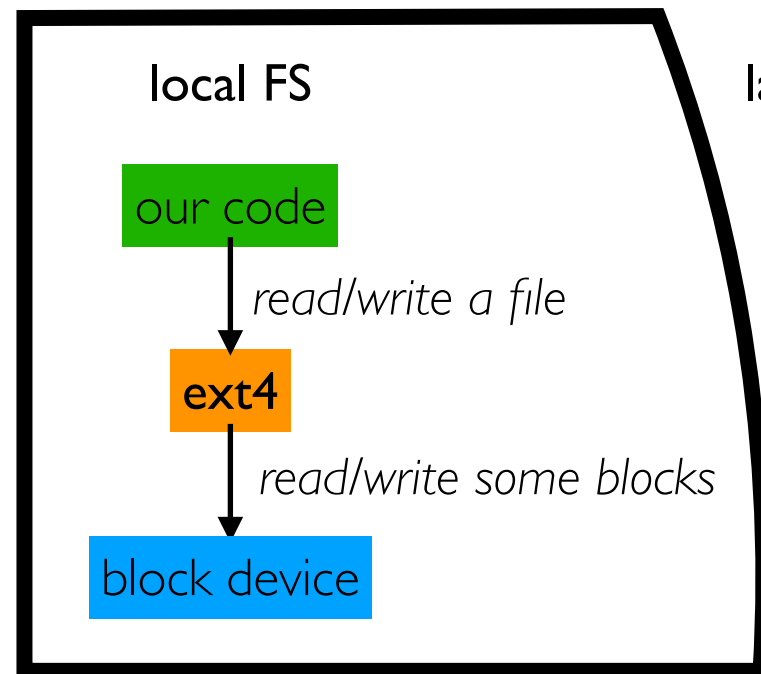 local FS
our code
read/write a file
ext4
read/write some blocks
block device